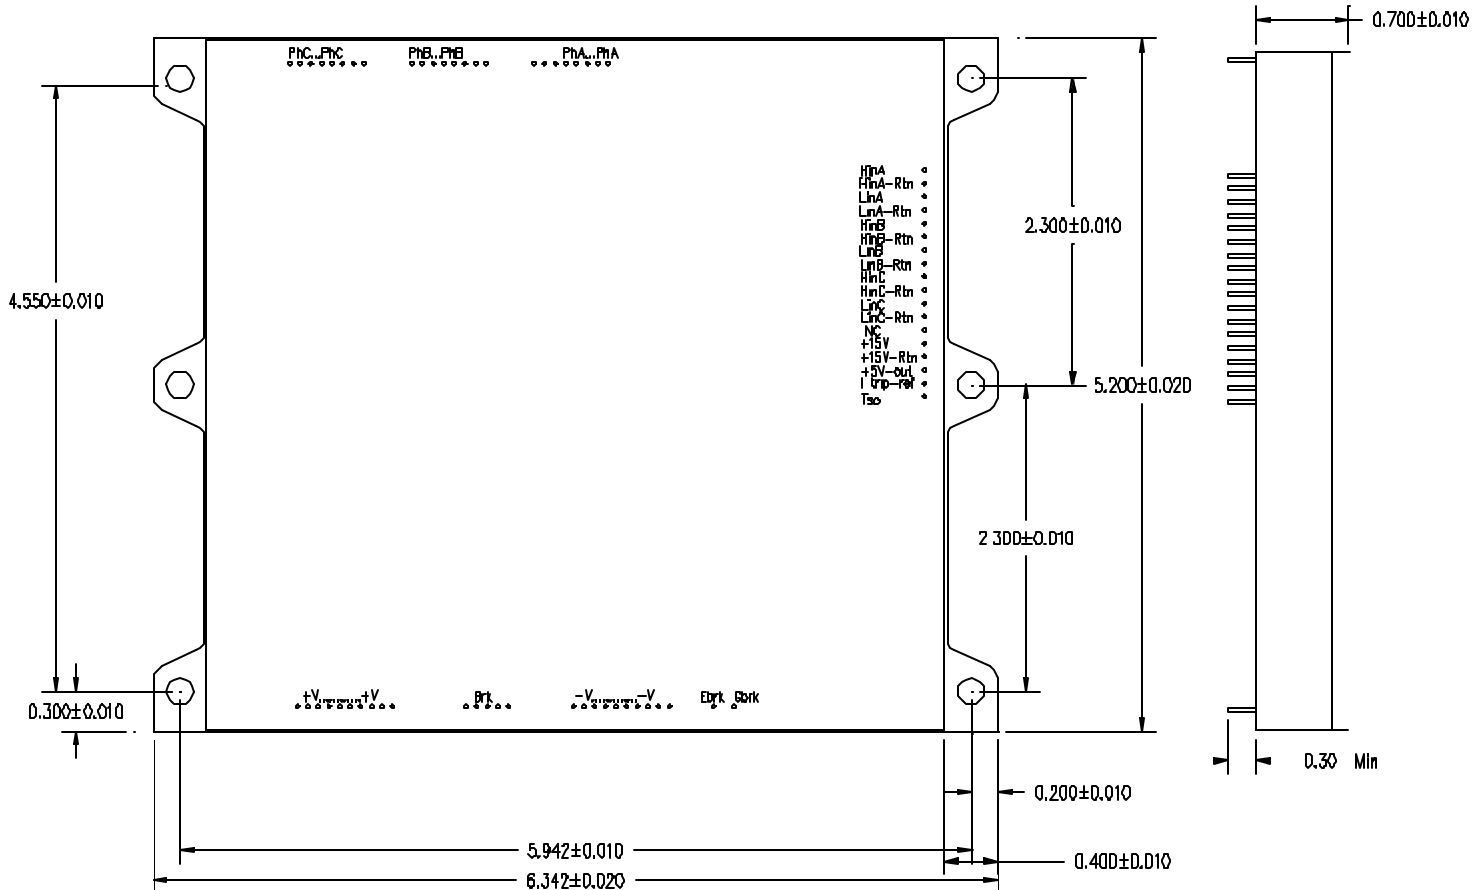 0.700±0.010
PhC..PhC PhB..PhB PhA..PhA
HinA
HinA-Rtn
LinA
LinA-Rtn
HinB
HinB-Rtn
LinB
LinB-Rtn
HinC
HinC-Rtn
LinC
LinC-Rtn
NC
+15V
+15V-Rtn
+5V-out
I trip-ref
Tso
2.300±0.010
4.550±0.010
5.200±0.020
2.300±0.010
+V..........+V Brk -V..........-V Ebrk Gbrk
0.300±0.010
0.30 Min
0.200±0.010
5.942±0.010
0.400±0.010
6.342±0.020